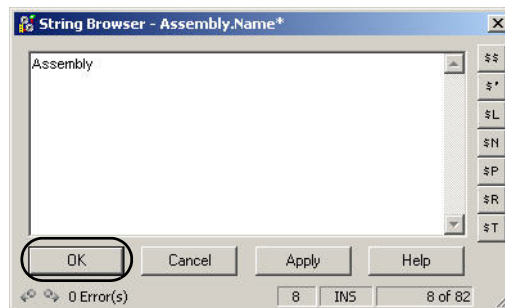 String Browser - Assembly.Name*
Assembly
$$
$'
$L
$N
$P
$R
$T
OK Cancel Apply Help
0 Error(s) 8 INS 8 of 82